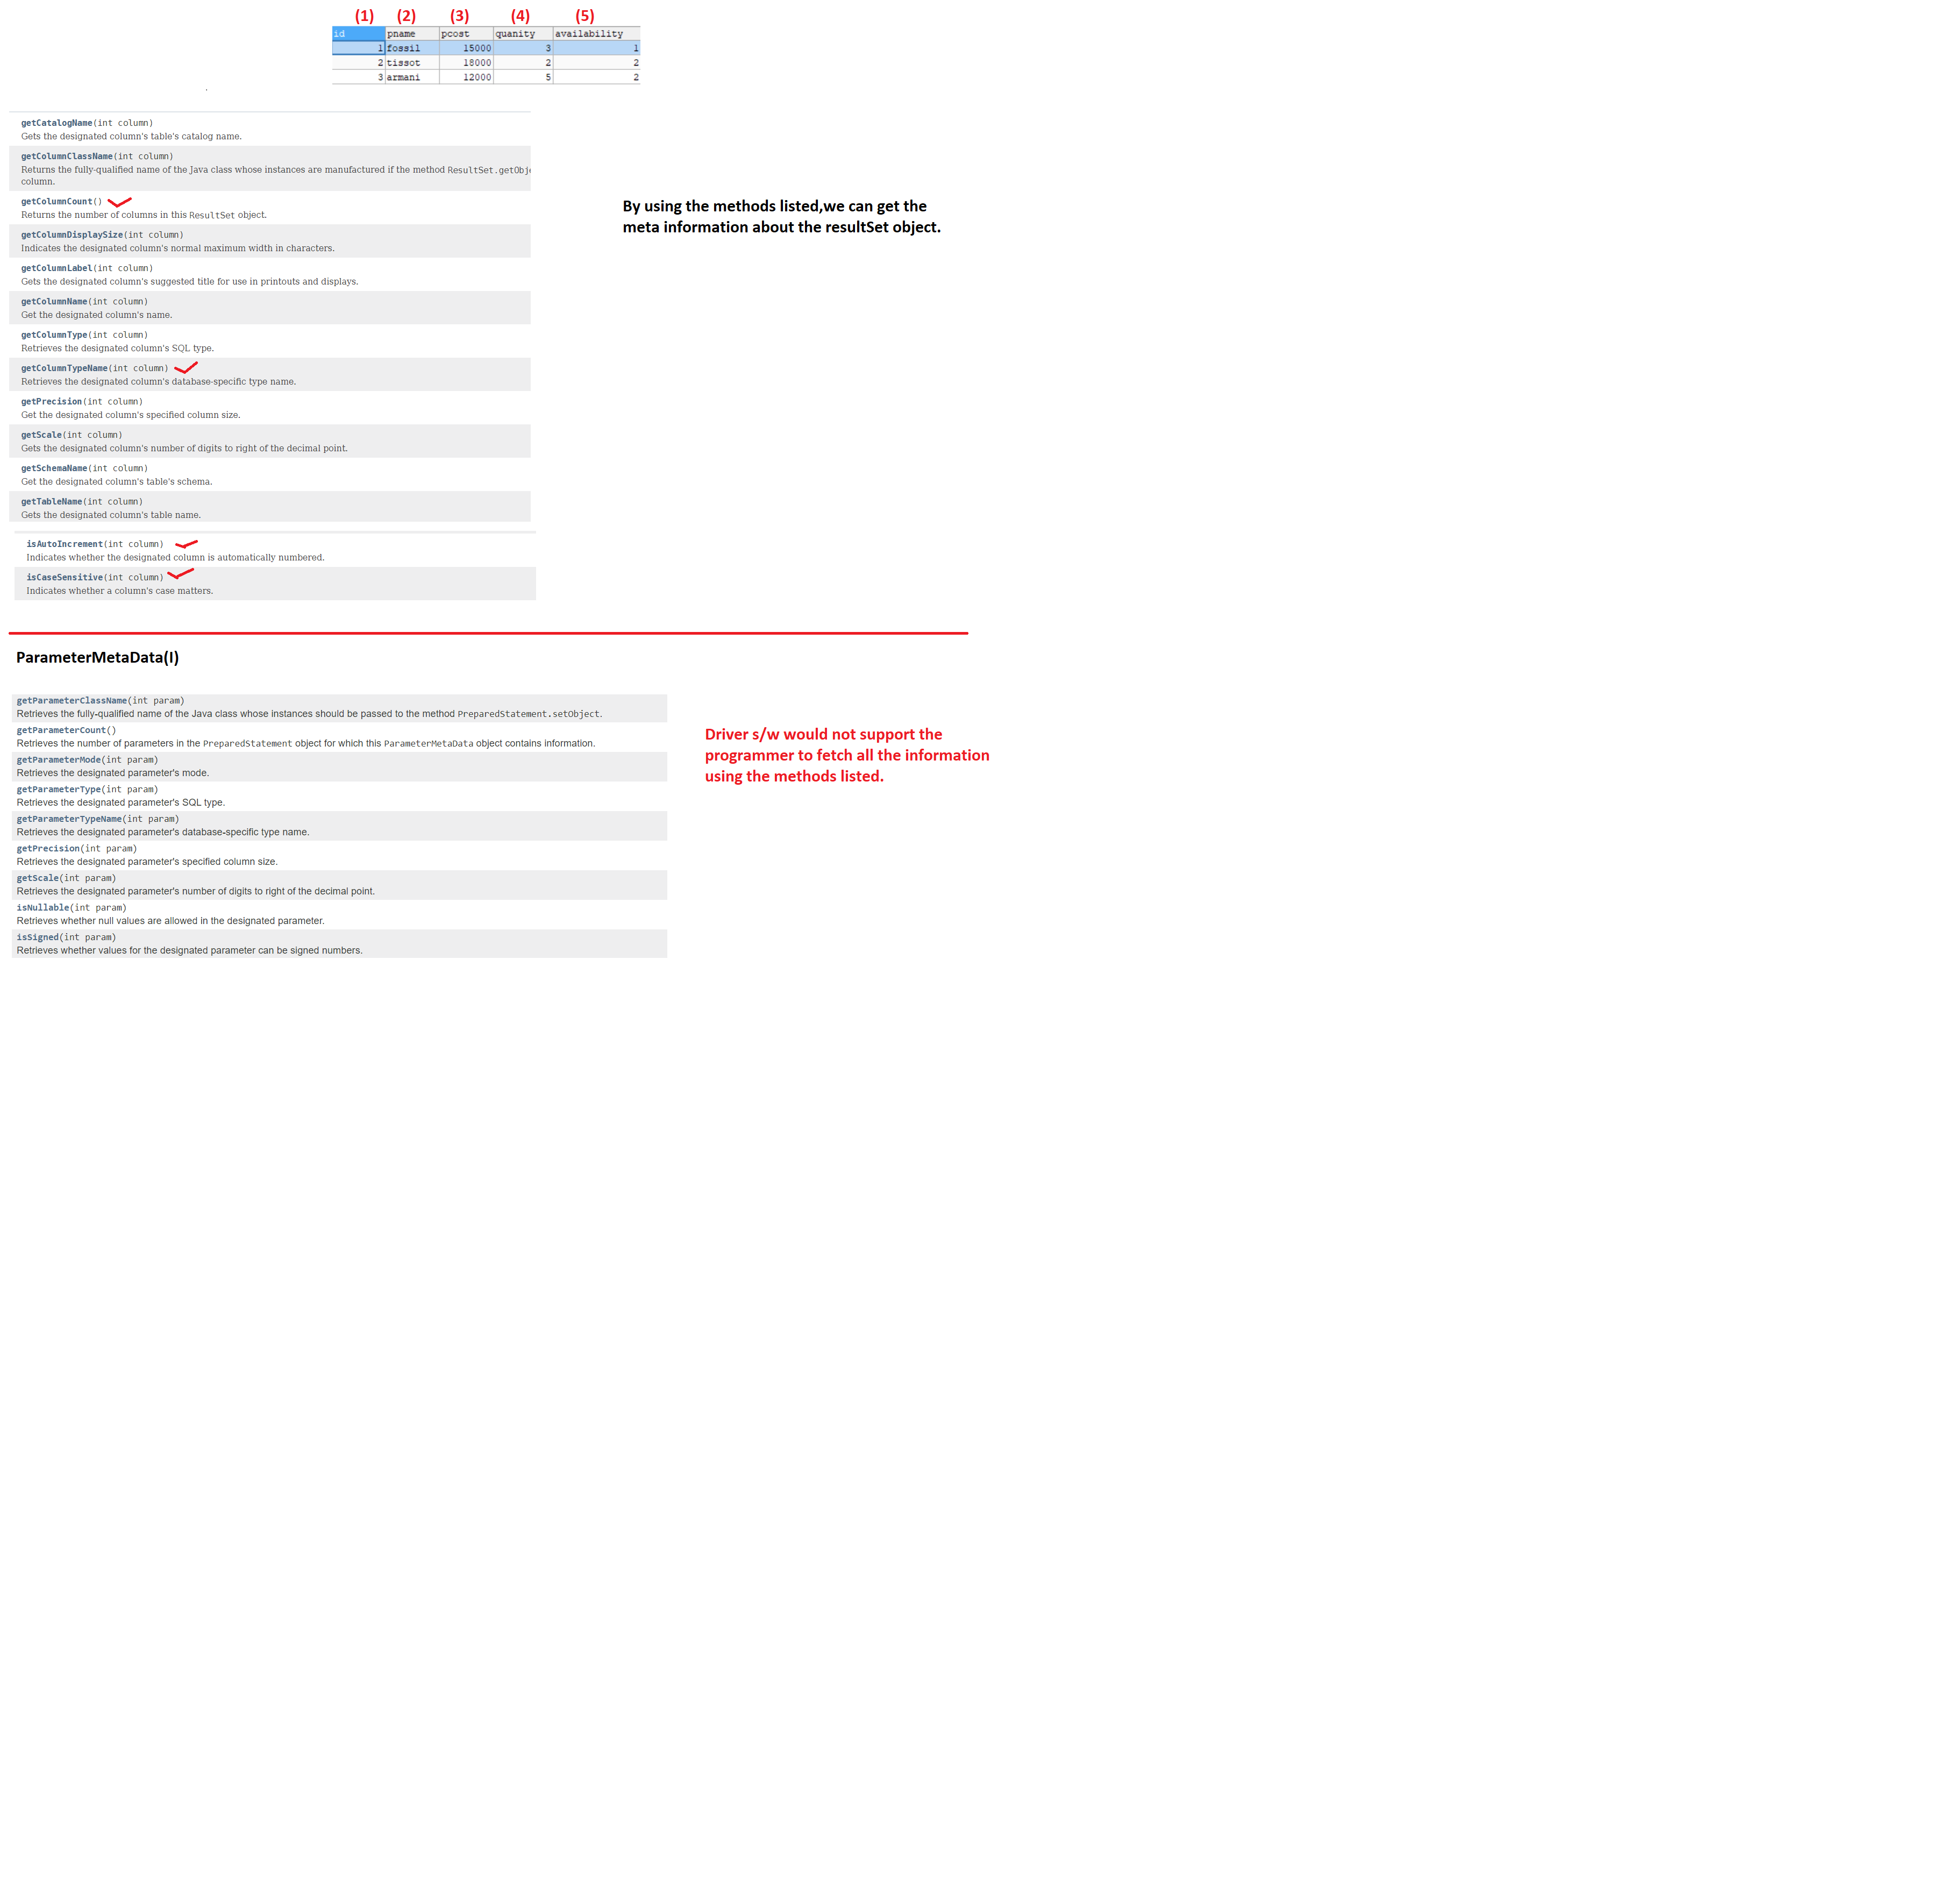 (1) (2) (3) (4) (5)
id pname pcost quanity availability
1 fossil 15000 3 1
2 tissot 18000 2 2
3 armani 12000 5 2
getCatalogName(int column)
Gets the designated column's table's catalog name.
getColumnClassName(int column)
Returns the fully-qualified name of the Java class whose instances are manufactured if the method ResultSet.getObje
column.
getColumnCount()
Returns the number of columns in this ResultSet object.
getColumnDisplaySize(int column)
Indicates the designated column's normal maximum width in characters.
getColumnLabel(int column)
Gets the designated column's suggested title for use in printouts and displays.
getColumnName(int column)
Get the designated column's name.
getColumnType(int column)
Retrieves the designated column's SQL type.
getColumnTypeName(int column)
Retrieves the designated column's database-specific type name.
getPrecision(int column)
Get the designated column's specified column size.
getScale(int column)
Gets the designated column's number of digits to right of the decimal point.
getSchemaName(int column)
Get the designated column's table's schema.
getTableName(int column)
Gets the designated column's table name.
isAutoIncrement(int column)
Indicates whether the designated column is automatically numbered.
isCaseSensitive(int column)
Indicates whether a column's case matters.
By using the methods listed,we can get the
meta information about the resultSet object.
ParameterMetaData(I)
getParameterClassName(int param)
Retrieves the fully-qualified name of the Java class whose instances should be passed to the method PreparedStatement.setObject.
getParameterCount()
Retrieves the number of parameters in the PreparedStatement object for which this ParameterMetaData object contains information.
getParameterMode(int param)
Retrieves the designated parameter's mode.
getParameterType(int param)
Retrieves the designated parameter's SQL type.
getParameterTypeName(int param)
Retrieves the designated parameter's database-specific type name.
getPrecision(int param)
Retrieves the designated parameter's specified column size.
getScale(int param)
Retrieves the designated parameter's number of digits to right of the decimal point.
isNullable(int param)
Retrieves whether null values are allowed in the designated parameter.
isSigned(int param)
Retrieves whether values for the designated parameter can be signed numbers.
Driver s/w would not support the
programmer to fetch all the information
using the methods listed.